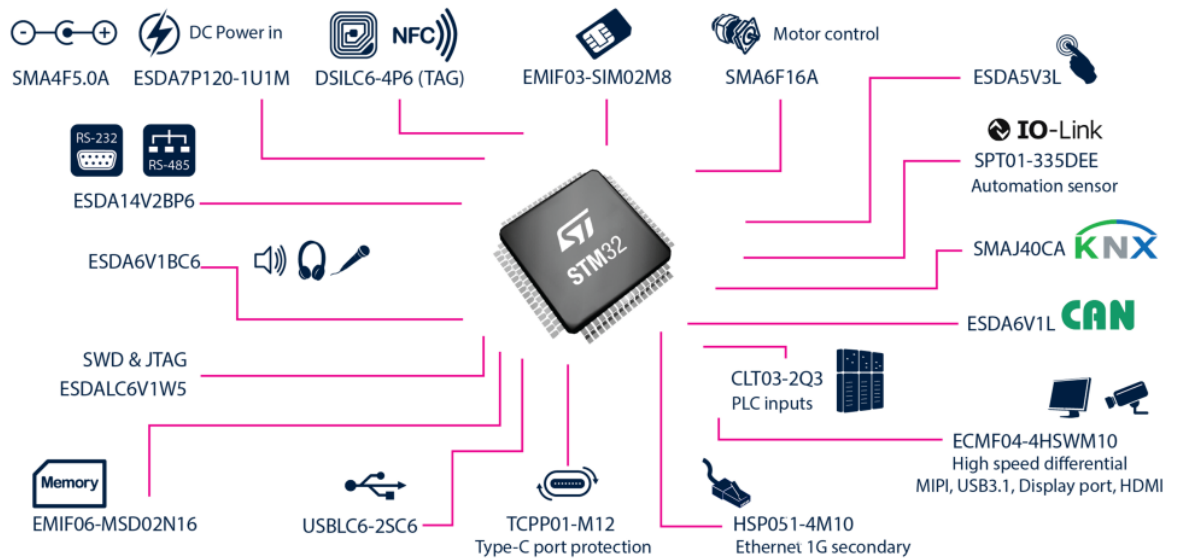 DC Power in
NFC
Motor control
SMA4F5.0A
ESDA7P120-1U1M
DSILC6-4P6 (TAG)
EMIF03-SIM02M8
SMA6F16A
ESDA5V3L
RS-232
RS-485
IO-Link
SPT01-335DEE
Automation sensor
ESDA14V2BP6
ST
STM32
ESDA6V1BC6
SMAJ40CA
KNX
ESDA6V1L
CAN
SWD & JTAG
ESDALC6V1W5
CLT03-2Q3
PLC inputs
ECMF04-4HSWM10
High speed differential
MIPI, USB3.1, Display port, HDMI
Memory
EMIF06-MSD02N16
USBLC6-2SC6
TCPP01-M12
Type-C port protection
HSP051-4M10
Ethernet 1G secondary